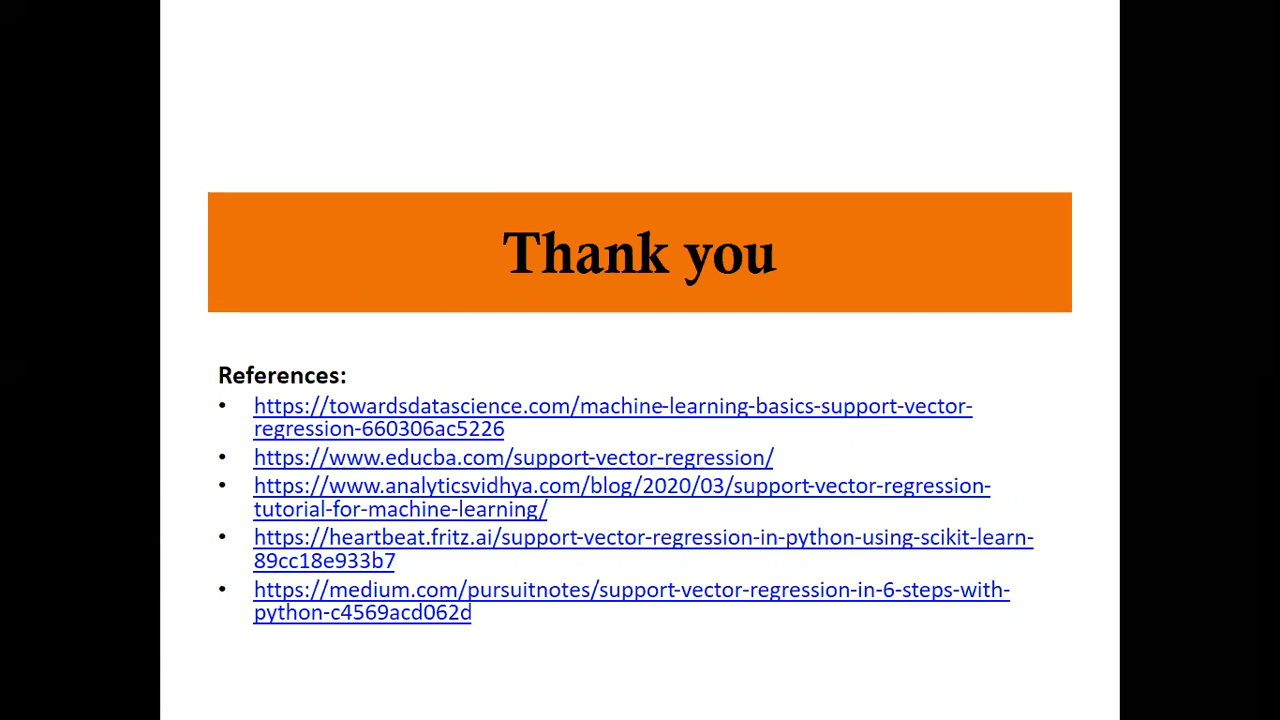 Thank you
References:
• https://towardsdatascience.com/machine-learning-basics-support-vector-
regression-660306ac5226
• https://www.educba.com/support-vector-regression/
• https://www.analyticsvidhya.com/blog/2020/03/support-vector-regression-
tutorial-for-machine-learning/
• https://heartbeat.fritz.ai/support-vector-regression-in-python-using-scikit-learn-
89cc18e933b7
• https://medium.com/pursuitnotes/support-vector-regression-in-6-steps-with-
python-c4569acd062d